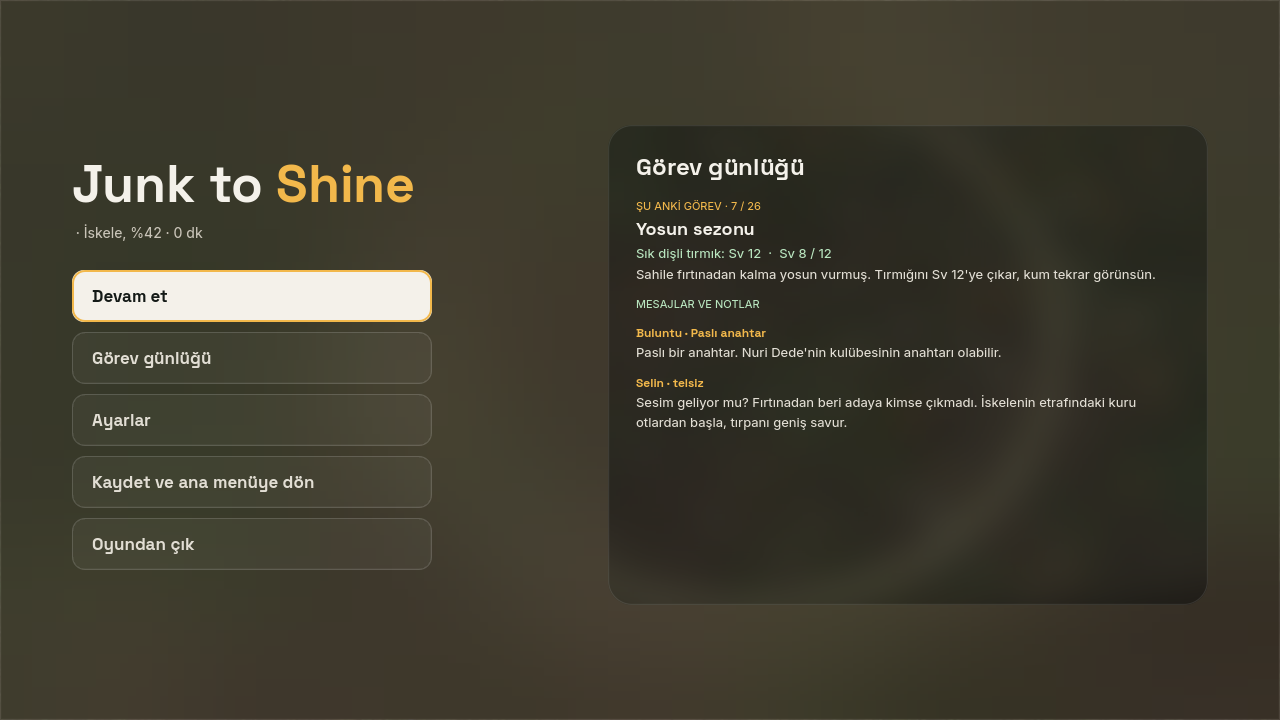 Junk to Shine
· İskele, %42 · 0 dk
Devam et
Görev günlüğü
Ayarlar
Kaydet ve ana menüye dön
Oyundan çık
Görev günlüğü
ŞU ANKİ GÖREV · 7 / 26
Yosun sezonu
Sık dişli tırmık: Sv 12 · Sv 8 / 12
Sahile fırtınadan kalma yosun vurmuş. Tırmığını Sv 12'ye çıkar, kum tekrar görünsün.
MESAJLAR VE NOTLAR
Buluntu · Paslı anahtar
Paslı bir anahtar. Nuri Dede'nin kulübesinin anahtarı olabilir.
Selin · telsiz
Sesim geliyor mu? Fırtınadan beri adaya kimse çıkmadı. İskelenin etrafındaki kuru
otlardan başla, tırpanı geniş savur.